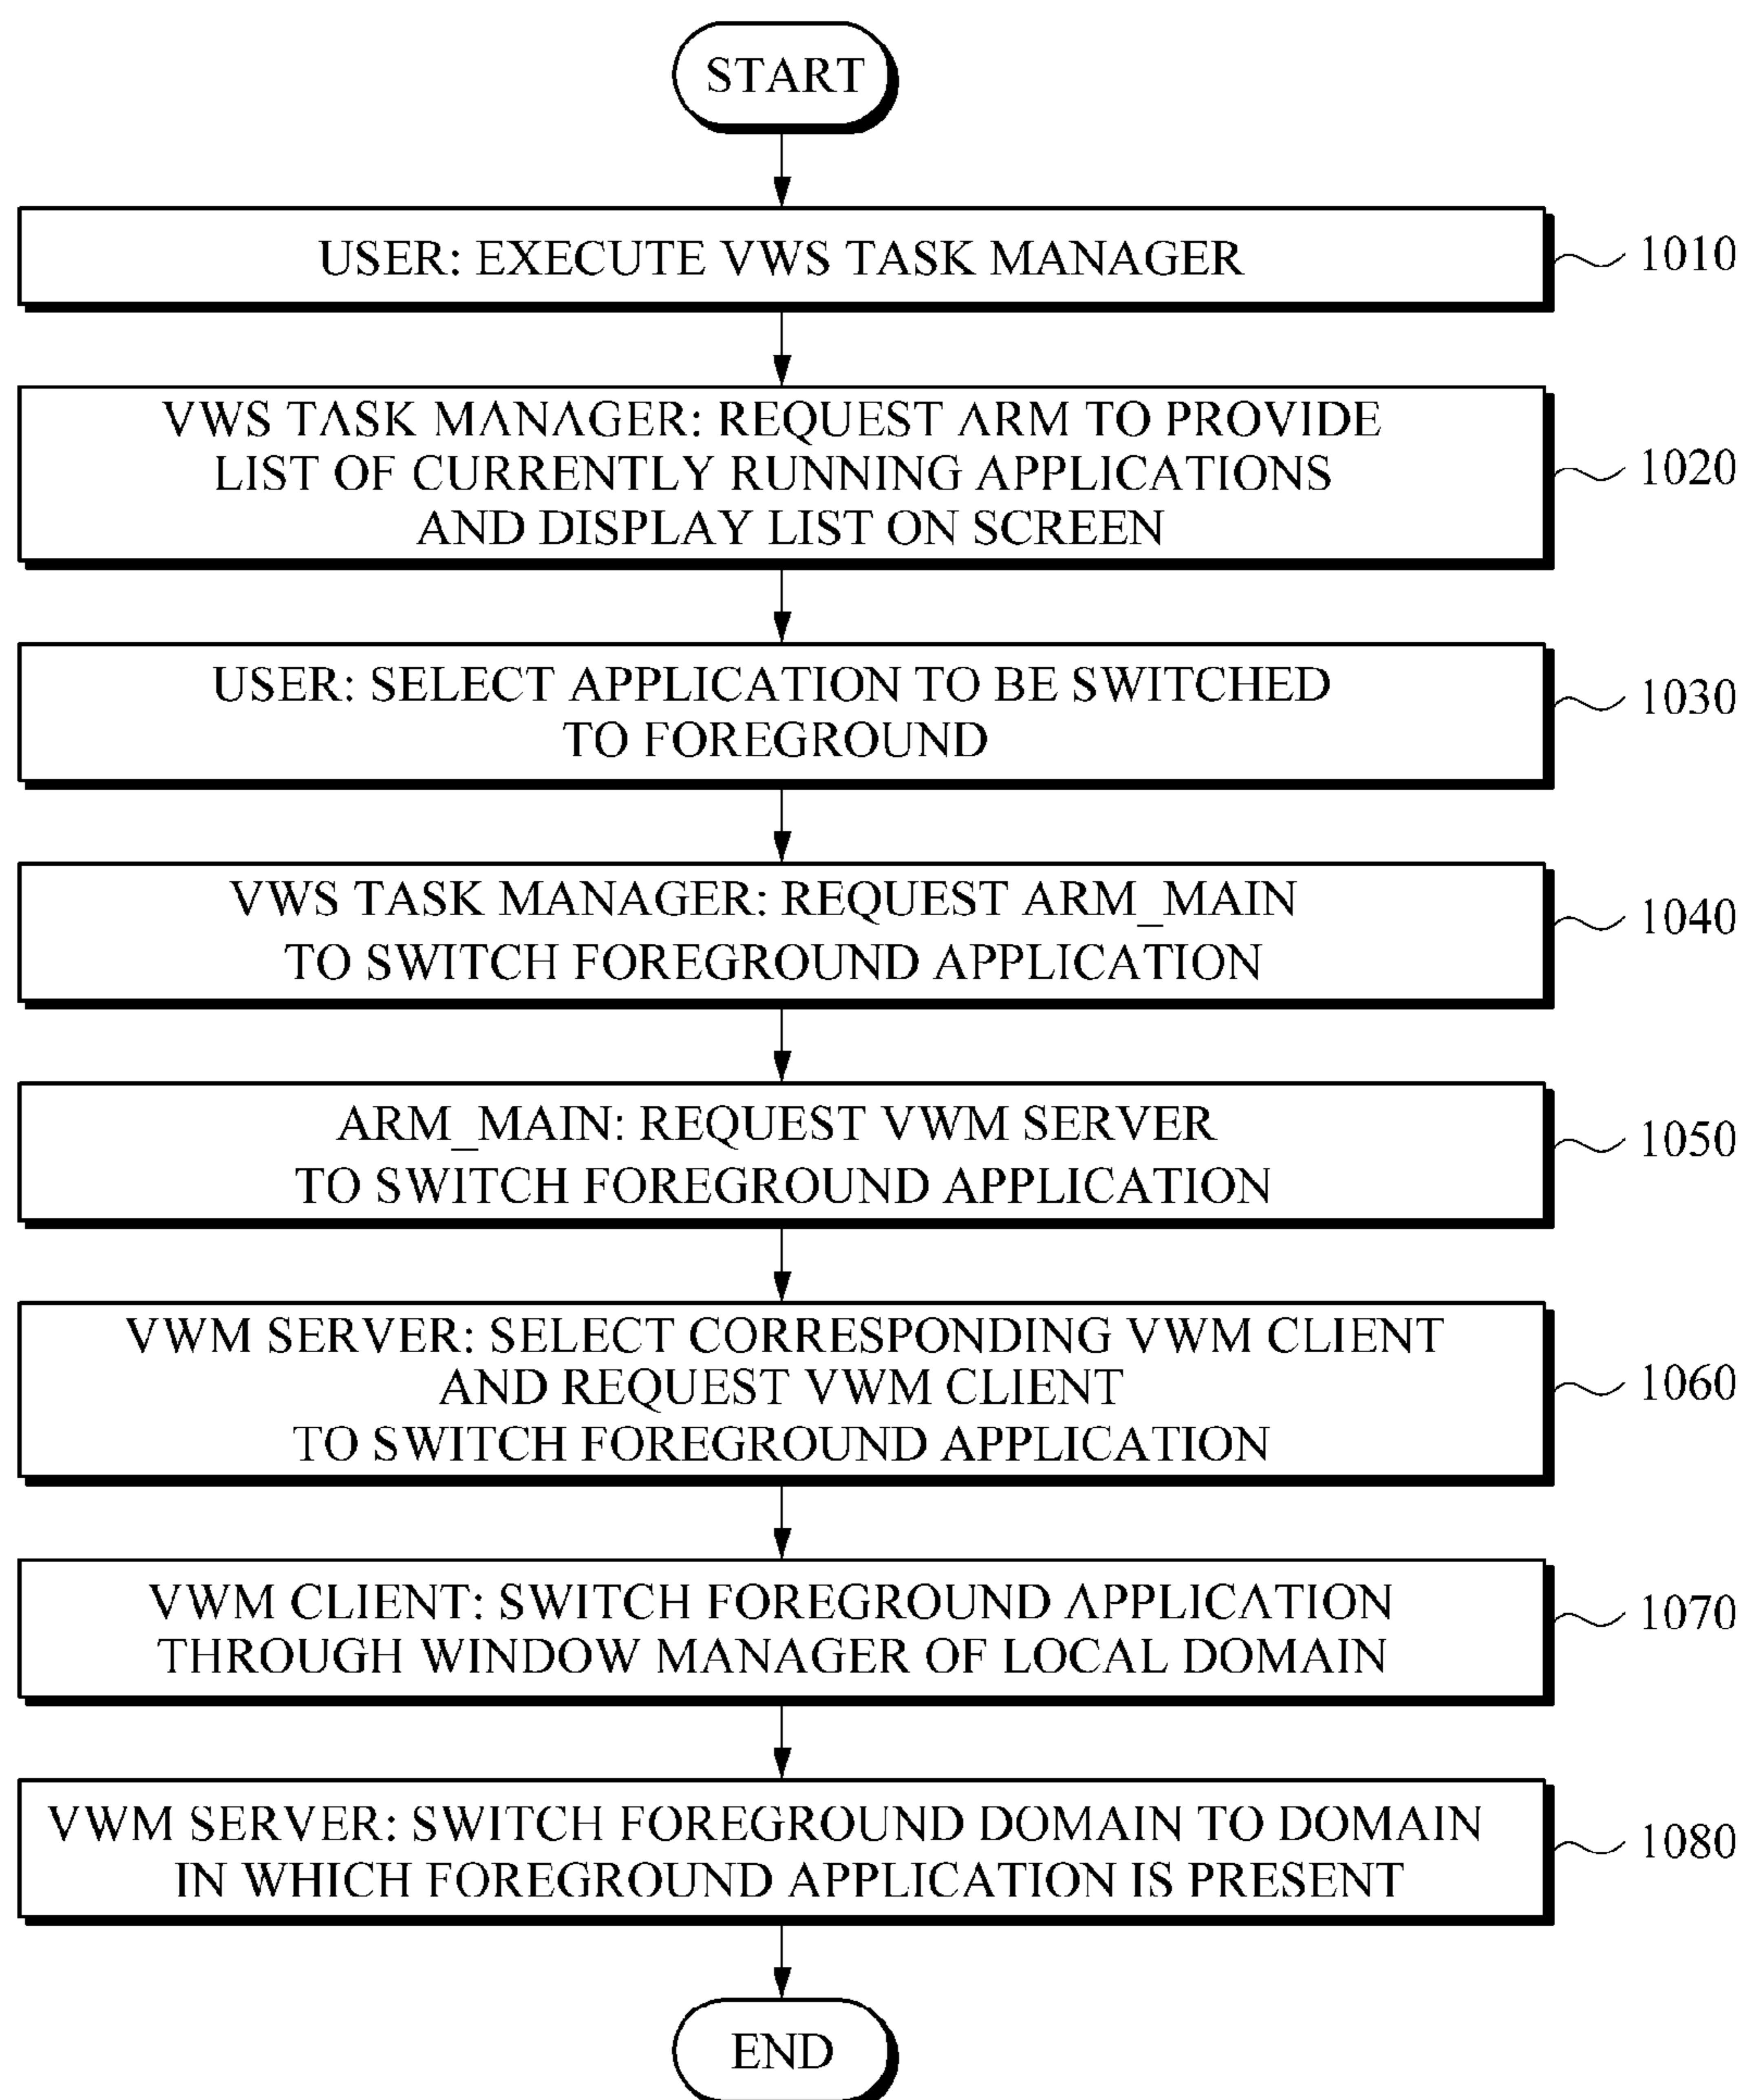 START
USER: EXECUTE VWS TASK MANAGER
1010
VWS TASK MANAGER: REQUEST ARM TO PROVIDE
LIST OF CURRENTLY RUNNING APPLICATIONS
AND DISPLAY LIST ON SCREEN
1020
USER: SELECT APPLICATION TO BE SWITCHED
TO FOREGROUND
1030
VWS TASK MANAGER: REQUEST ARM_MAIN
TO SWITCH FOREGROUND APPLICATION
1040
ARM_MAIN: REQUEST VWM SERVER
TO SWITCH FOREGROUND APPLICATION
1050
VWM SERVER: SELECT CORRESPONDING VWM CLIENT
AND REQUEST VWM CLIENT
TO SWITCH FOREGROUND APPLICATION
1060
VWM CLIENT: SWITCH FOREGROUND APPLICATION
THROUGH WINDOW MANAGER OF LOCAL DOMAIN
1070
VWM SERVER: SWITCH FOREGROUND DOMAIN TO DOMAIN
IN WHICH FOREGROUND APPLICATION IS PRESENT
1080
END